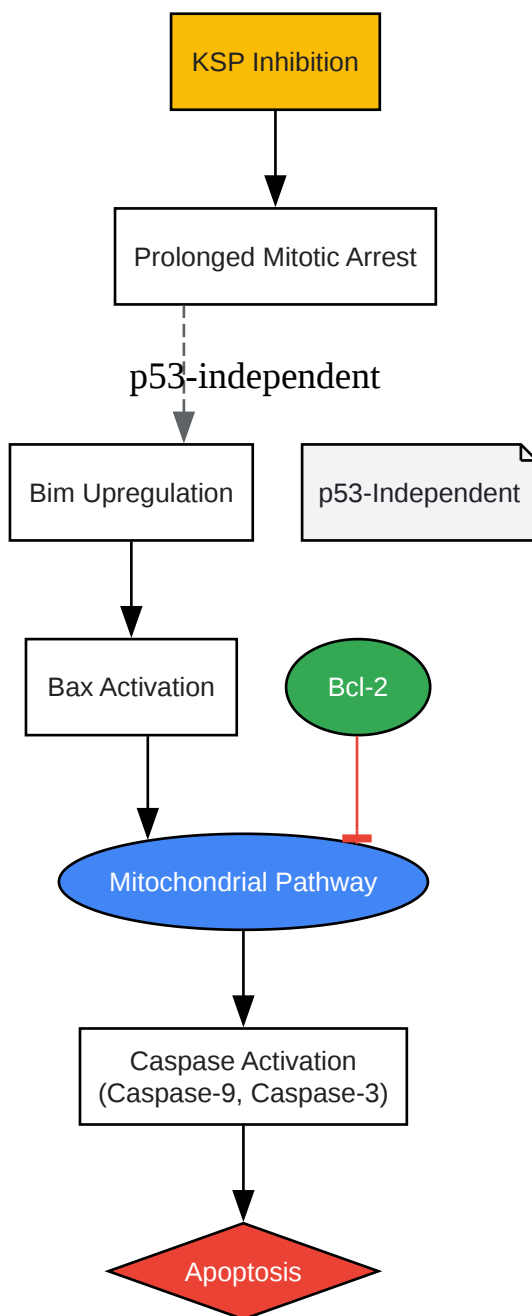 KSP Inhibition
Prolonged Mitotic Arrest
p53-independent
Bim Upregulation
p53-Independent
Bax Activation
Bcl-2
Mitochondrial Pathway
Caspase Activation
(Caspase-9, Caspase-3)
Apoptosis